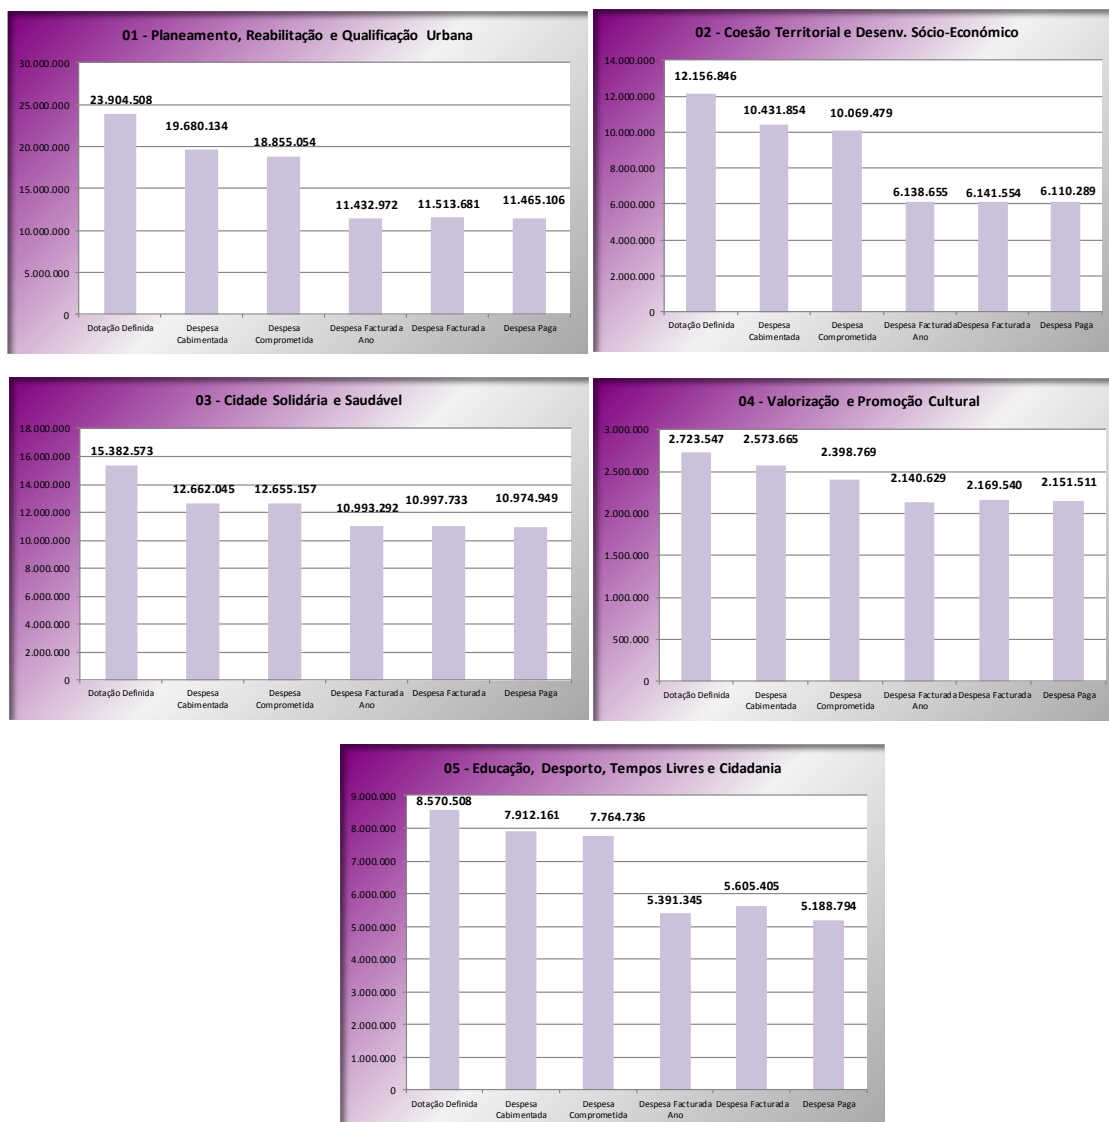 01 - Planeamento, Reabilitação e Qualificação Urbana
30.000.000
25.000.000
20.000.000
15.000.000
10.000.000
5.000.000
0
23.904.508
19.680.134
18.855.054
11.432.972
11.513.681
11.465.106
Dotação Definida
Despesa
Cabimentada
Despesa
Comprometida
Despesa Facturada
Ano
Despesa Facturada
Despesa Paga
02 - Coesão Territorial e Desenv. Sócio-Económico
14.000.000
12.000.000
10.000.000
8.000.000
6.000.000
4.000.000
2.000.000
0
12.156.846
10.431.854
10.069.479
6.138.655
6.141.554
6.110.289
Dotação Definida
Despesa
Cabimentada
Despesa
Comprometida
Despesa Facturada
Ano
Despesa Facturada
Despesa Paga
03 - Cidade Solidária e Saudável
18.000.000
16.000.000
14.000.000
12.000.000
10.000.000
8.000.000
6.000.000
4.000.000
2.000.000
0
15.382.573
12.662.045
12.655.157
10.993.292
10.997.733
10.974.949
Dotação Definida
Despesa
Cabimentada
Despesa
Comprometida
Despesa Facturada
Ano
Despesa Facturada
Despesa Paga
04 - Valorização e Promoção Cultural
3.000.000
2.500.000
2.000.000
1.500.000
1.000.000
500.000
0
2.723.547
2.573.665
2.398.769
2.140.629
2.169.540
2.151.511
Dotação Definida
Despesa
Cabimentada
Despesa
Comprometida
Despesa Facturada
Ano
Despesa Facturada
Despesa Paga
05 - Educação, Desporto, Tempos Livres e Cidadania
9.000.000
8.000.000
7.000.000
6.000.000
5.000.000
4.000.000
3.000.000
2.000.000
1.000.000
0
8.570.508
7.912.161
7.764.736
5.391.345
5.605.405
5.188.794
Dotação Definida
Despesa
Cabimentada
Despesa
Comprometida
Despesa Facturada
Ano
Despesa Facturada
Despesa Paga